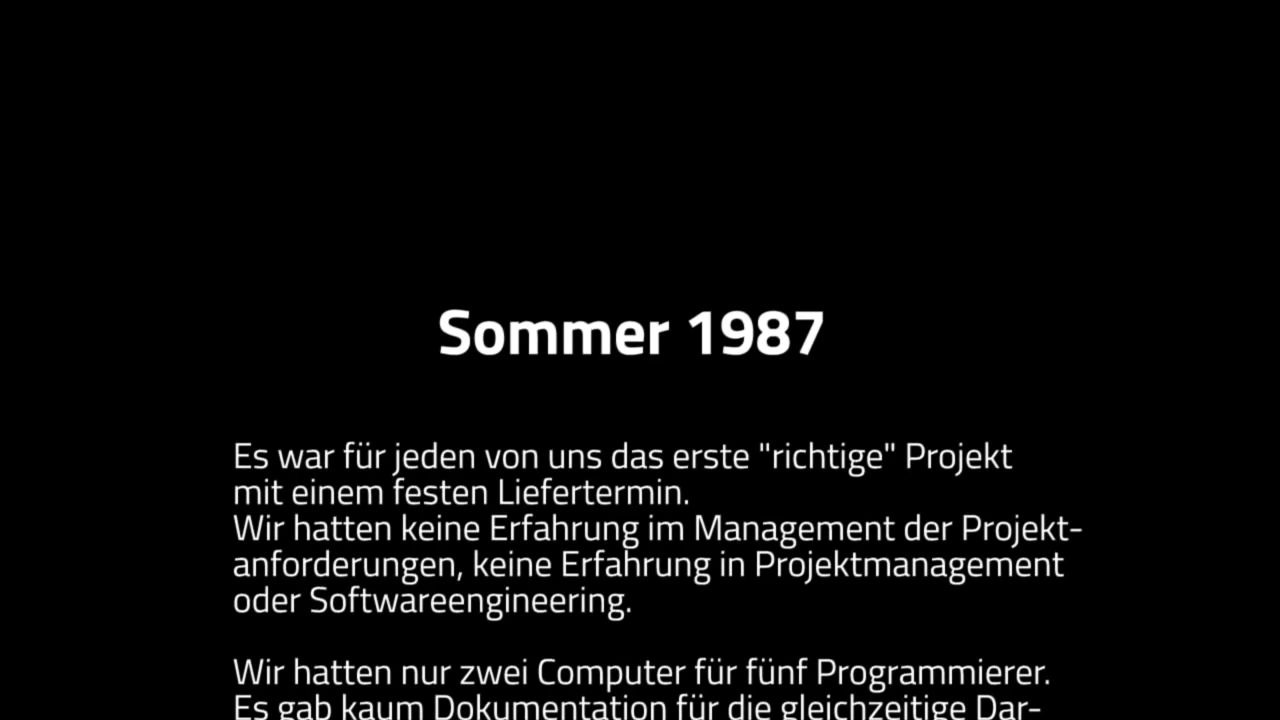 Sommer 1987
Es war für jeden von uns das erste "richtige" Projekt
mit einem festen Liefertermin.
Wir hatten keine Erfahrung im Management der Projekt-
anforderungen, keine Erfahrung in Projektmanagement
oder Softwareengineering.
Wir hatten nur zwei Computer für fünf Programmierer.
Es gab kaum Dokumentation für die gleichzeitige Dar-